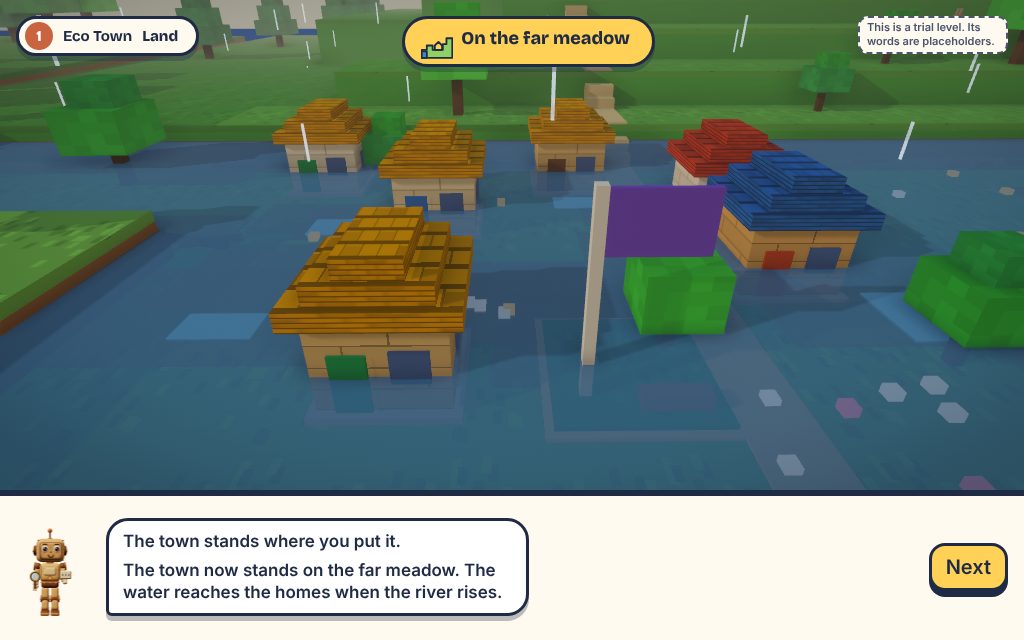 1 Eco Town Land
On the far meadow
This is a trial level. Its
words are placeholders.
The town stands where you put it.
The town now stands on the far meadow. The
water reaches the homes when the river rises.
Next